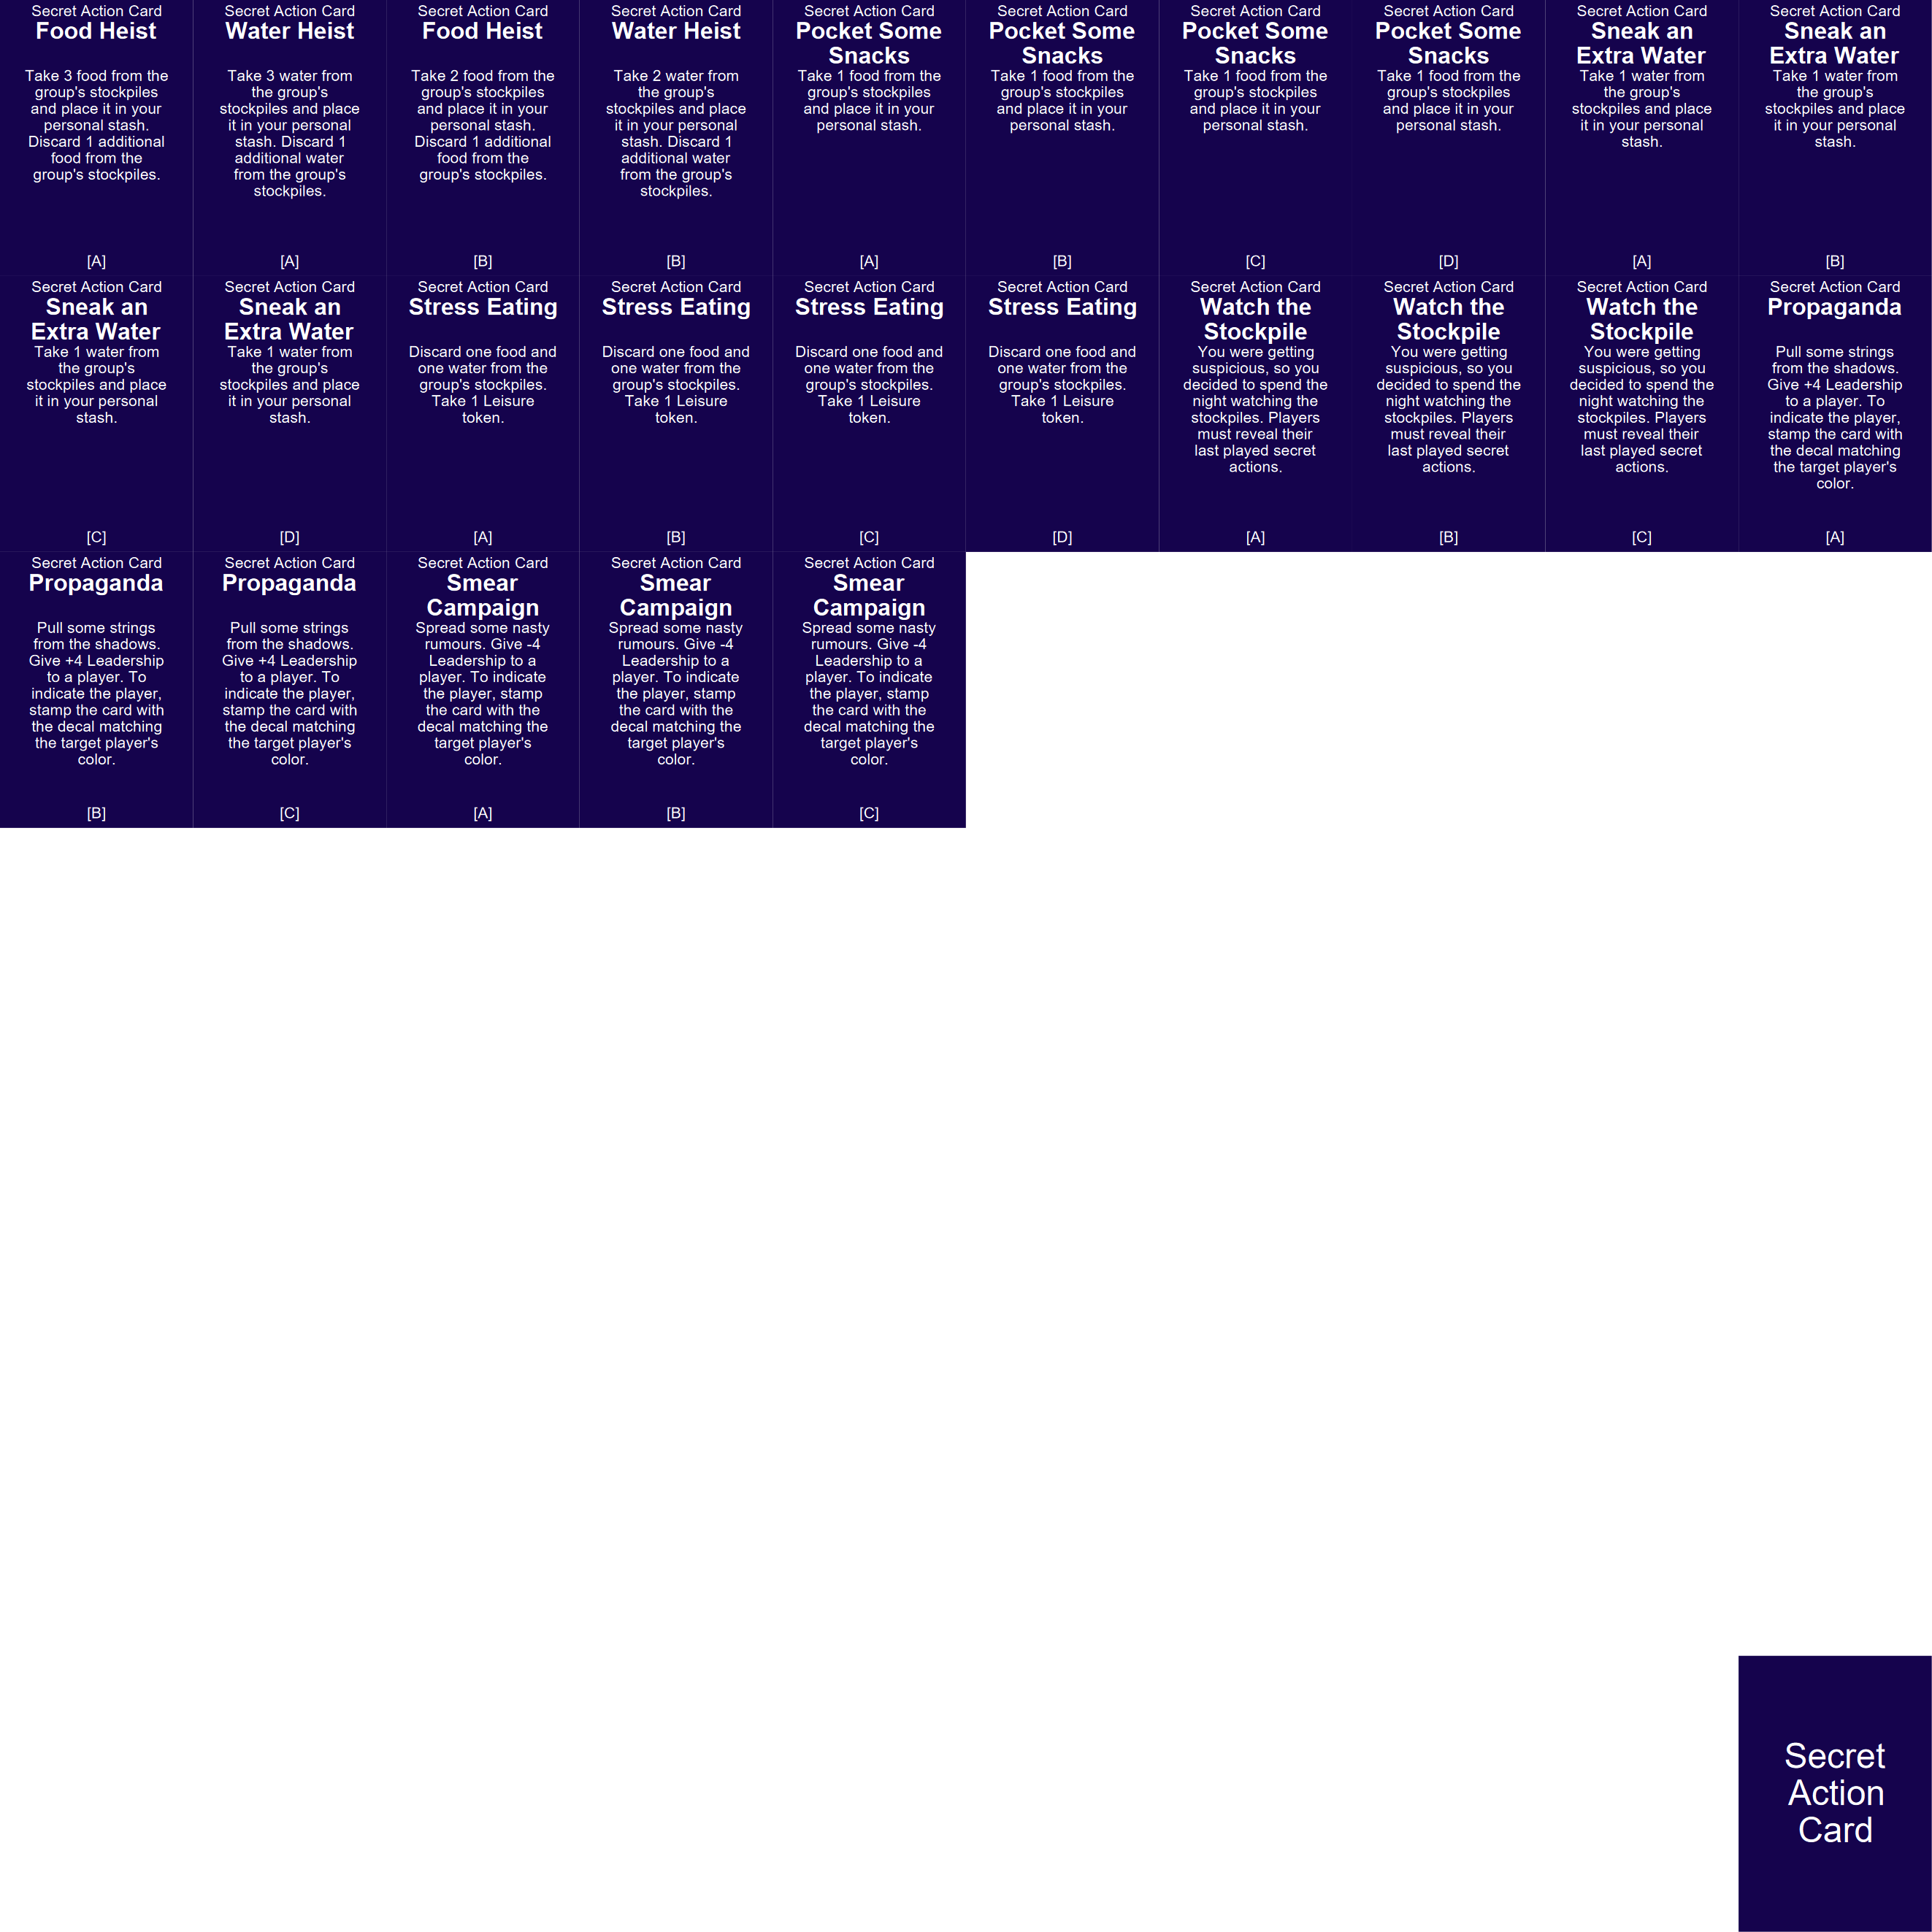 Secret Action Card
Food Heist
Take 3 food from the
group's stockpiles
and place it in your
personal stash.
Discard 1 additional
food from the
group's stockpiles.
[A]
Secret Action Card
Water Heist
Take 3 water from
the group's
stockpiles and place
it in your personal
stash. Discard 1
additional water
from the group's
stockpiles.
[A]
Secret Action Card
Food Heist
Take 2 food from the
group's stockpiles
and place it in your
personal stash.
Discard 1 additional
food from the
group's stockpiles.
[B]
Secret Action Card
Water Heist
Take 2 water from
the group's
stockpiles and place
it in your personal
stash. Discard 1
additional water
from the group's
stockpiles.
[B]
Secret Action Card
Pocket Some
Snacks
Take 1 food from the
group's stockpiles
and place it in your
personal stash.
[A]
Secret Action Card
Pocket Some
Snacks
Take 1 food from the
group's stockpiles
and place it in your
personal stash.
[B]
Secret Action Card
Pocket Some
Snacks
Take 1 food from the
group's stockpiles
and place it in your
personal stash.
[C]
Secret Action Card
Pocket Some
Snacks
Take 1 food from the
group's stockpiles
and place it in your
personal stash.
[D]
Secret Action Card
Sneak an
Extra Water
Take 1 water from
the group's
stockpiles and place
it in your personal
stash.
[A]
Secret Action Card
Sneak an
Extra Water
Take 1 water from
the group's
stockpiles and place
it in your personal
stash.
[B]
Secret Action Card
Sneak an
Extra Water
Take 1 water from
the group's
stockpiles and place
it in your personal
stash.
[C]
Secret Action Card
Sneak an
Extra Water
Take 1 water from
the group's
stockpiles and place
it in your personal
stash.
[D]
Secret Action Card
Stress Eating
Discard one food and
one water from the
group's stockpiles.
Take 1 Leisure
token.
[A]
Secret Action Card
Stress Eating
Discard one food and
one water from the
group's stockpiles.
Take 1 Leisure
token.
[B]
Secret Action Card
Stress Eating
Discard one food and
one water from the
group's stockpiles.
Take 1 Leisure
token.
[C]
Secret Action Card
Stress Eating
Discard one food and
one water from the
group's stockpiles.
Take 1 Leisure
token.
[D]
Secret Action Card
Watch the
Stockpile
You were getting
suspicious, so you
decided to spend the
night watching the
stockpiles. Players
must reveal their
last played secret
actions.
[A]
Secret Action Card
Watch the
Stockpile
You were getting
suspicious, so you
decided to spend the
night watching the
stockpiles. Players
must reveal their
last played secret
actions.
[B]
Secret Action Card
Watch the
Stockpile
You were getting
suspicious, so you
decided to spend the
night watching the
stockpiles. Players
must reveal their
last played secret
actions.
[C]
Secret Action Card
Propaganda
Pull some strings
from the shadows.
Give +4 Leadership
to a player. To
indicate the player,
stamp the card with
the decal matching
the target player's
color.
[A]
Secret Action Card
Propaganda
Pull some strings
from the shadows.
Give +4 Leadership
to a player. To
indicate the player,
stamp the card with
the decal matching
the target player's
color.
[B]
Secret Action Card
Propaganda
Pull some strings
from the shadows.
Give +4 Leadership
to a player. To
indicate the player,
stamp the card with
the decal matching
the target player's
color.
[C]
Secret Action Card
Smear
Campaign
Spread some nasty
rumours. Give -4
Leadership to a
player. To indicate
the player, stamp
the card with the
decal matching the
target player's
color.
[A]
Secret Action Card
Smear
Campaign
Spread some nasty
rumours. Give -4
Leadership to a
player. To indicate
the player, stamp
the card with the
decal matching the
target player's
color.
[B]
Secret Action Card
Smear
Campaign
Spread some nasty
rumours. Give -4
Leadership to a
player. To indicate
the player, stamp
the card with the
decal matching the
target player's
color.
[C]
Secret
Action
Card